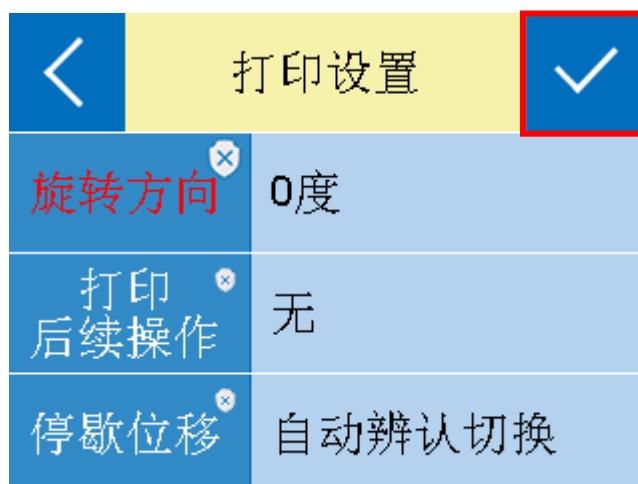 打印设置
旋转方向
0度
打印
后续操作
无
停歇位移
自动辨认切换